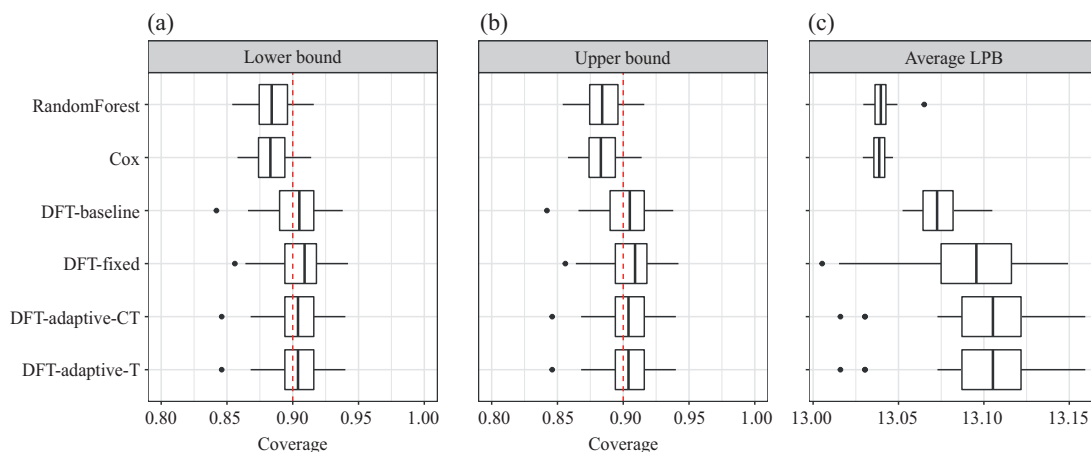 (a)
(b)
(c)
Lower bound
Upper bound
Average LPB
RandomForest
Cox
DFT-baseline
DFT-fixed
DFT-adaptive-CT
DFT-adaptive-T
0.80 0.85 0.90 0.95 1.00
0.80 0.85 0.90 0.95 1.00
13.00 13.05 13.10 13.15
Coverage
Coverage